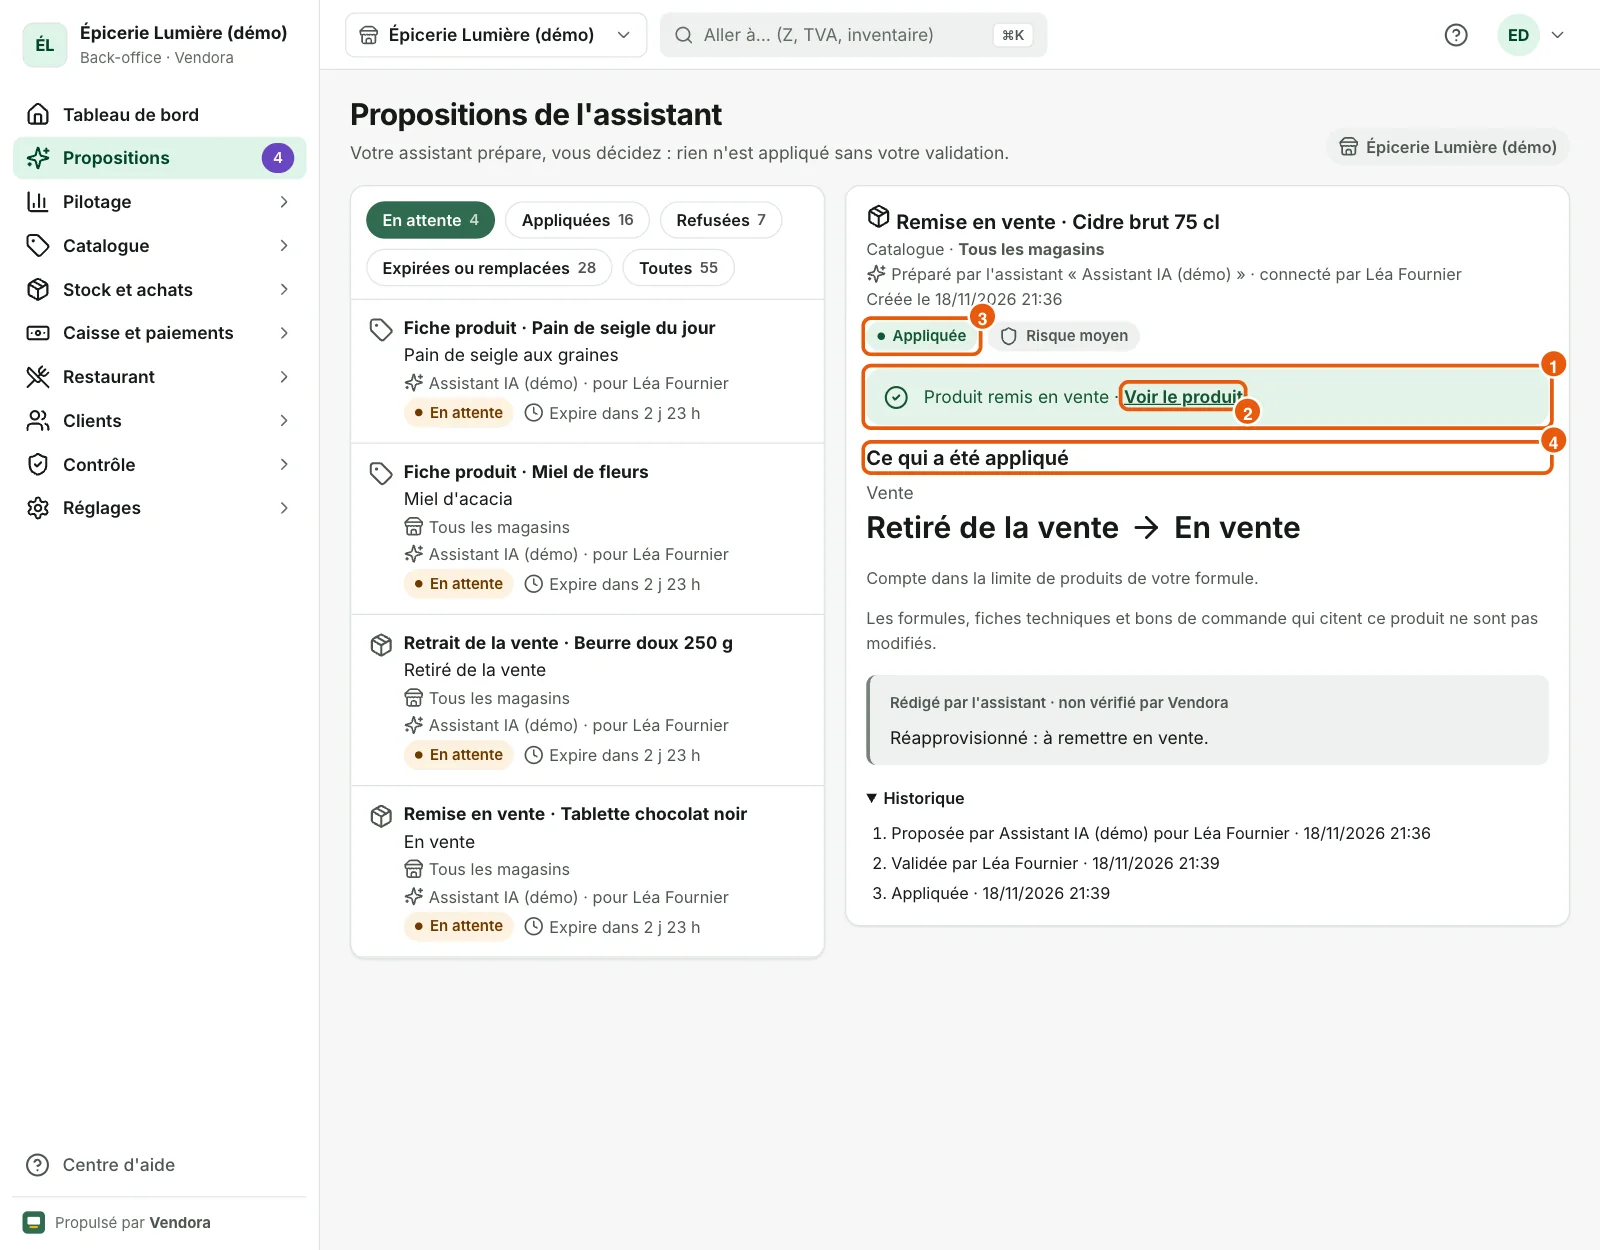 ÉL
Épicerie Lumière (démo)
Back-office · Vendora
Tableau de bord
Propositions
4
Pilotage
Catalogue
Stock et achats
Caisse et paiements
Restaurant
Clients
Contrôle
Réglages
Centre d'aide
Propulsé par Vendora
Épicerie Lumière (démo)
Aller à... (Z, TVA, inventaire)
⌘K
ED
Propositions de l'assistant
Votre assistant prépare, vous décidez : rien n'est appliqué sans votre validation.
Épicerie Lumière (démo)
En attente 4
Appliquées 16
Refusées 7
Expirées ou remplacées 28
Toutes 55
Fiche produit · Pain de seigle du jour
Pain de seigle aux graines
Assistant IA (démo) · pour Léa Fournier
En attente
Expire dans 2 j 23 h
Fiche produit · Miel de fleurs
Miel d'acacia
Tous les magasins
Assistant IA (démo) · pour Léa Fournier
En attente
Expire dans 2 j 23 h
Retrait de la vente · Beurre doux 250 g
Retiré de la vente
Tous les magasins
Assistant IA (démo) · pour Léa Fournier
En attente
Expire dans 2 j 23 h
Remise en vente · Tablette chocolat noir
En vente
Tous les magasins
Assistant IA (démo) · pour Léa Fournier
En attente
Expire dans 2 j 23 h
Remise en vente · Cidre brut 75 cl
Catalogue · Tous les magasins
Préparé par l'assistant « Assistant IA (démo) » · connecté par Léa Fournier
Créée le 18/11/2026 21:36
Appliquée
3
Risque moyen
1
Produit remis en vente · Voir le produit
2
4
Ce qui a été appliqué
Vente
Retiré de la vente → En vente
Compte dans la limite de produits de votre formule.
Les formules, fiches techniques et bons de commande qui citent ce produit ne sont pas
modifiés.
Rédigé par l'assistant · non vérifié par Vendora
Réapprovisionné : à remettre en vente.
▼ Historique
1. Proposée par Assistant IA (démo) pour Léa Fournier · 18/11/2026 21:36
2. Validée par Léa Fournier · 18/11/2026 21:39
3. Appliquée · 18/11/2026 21:39